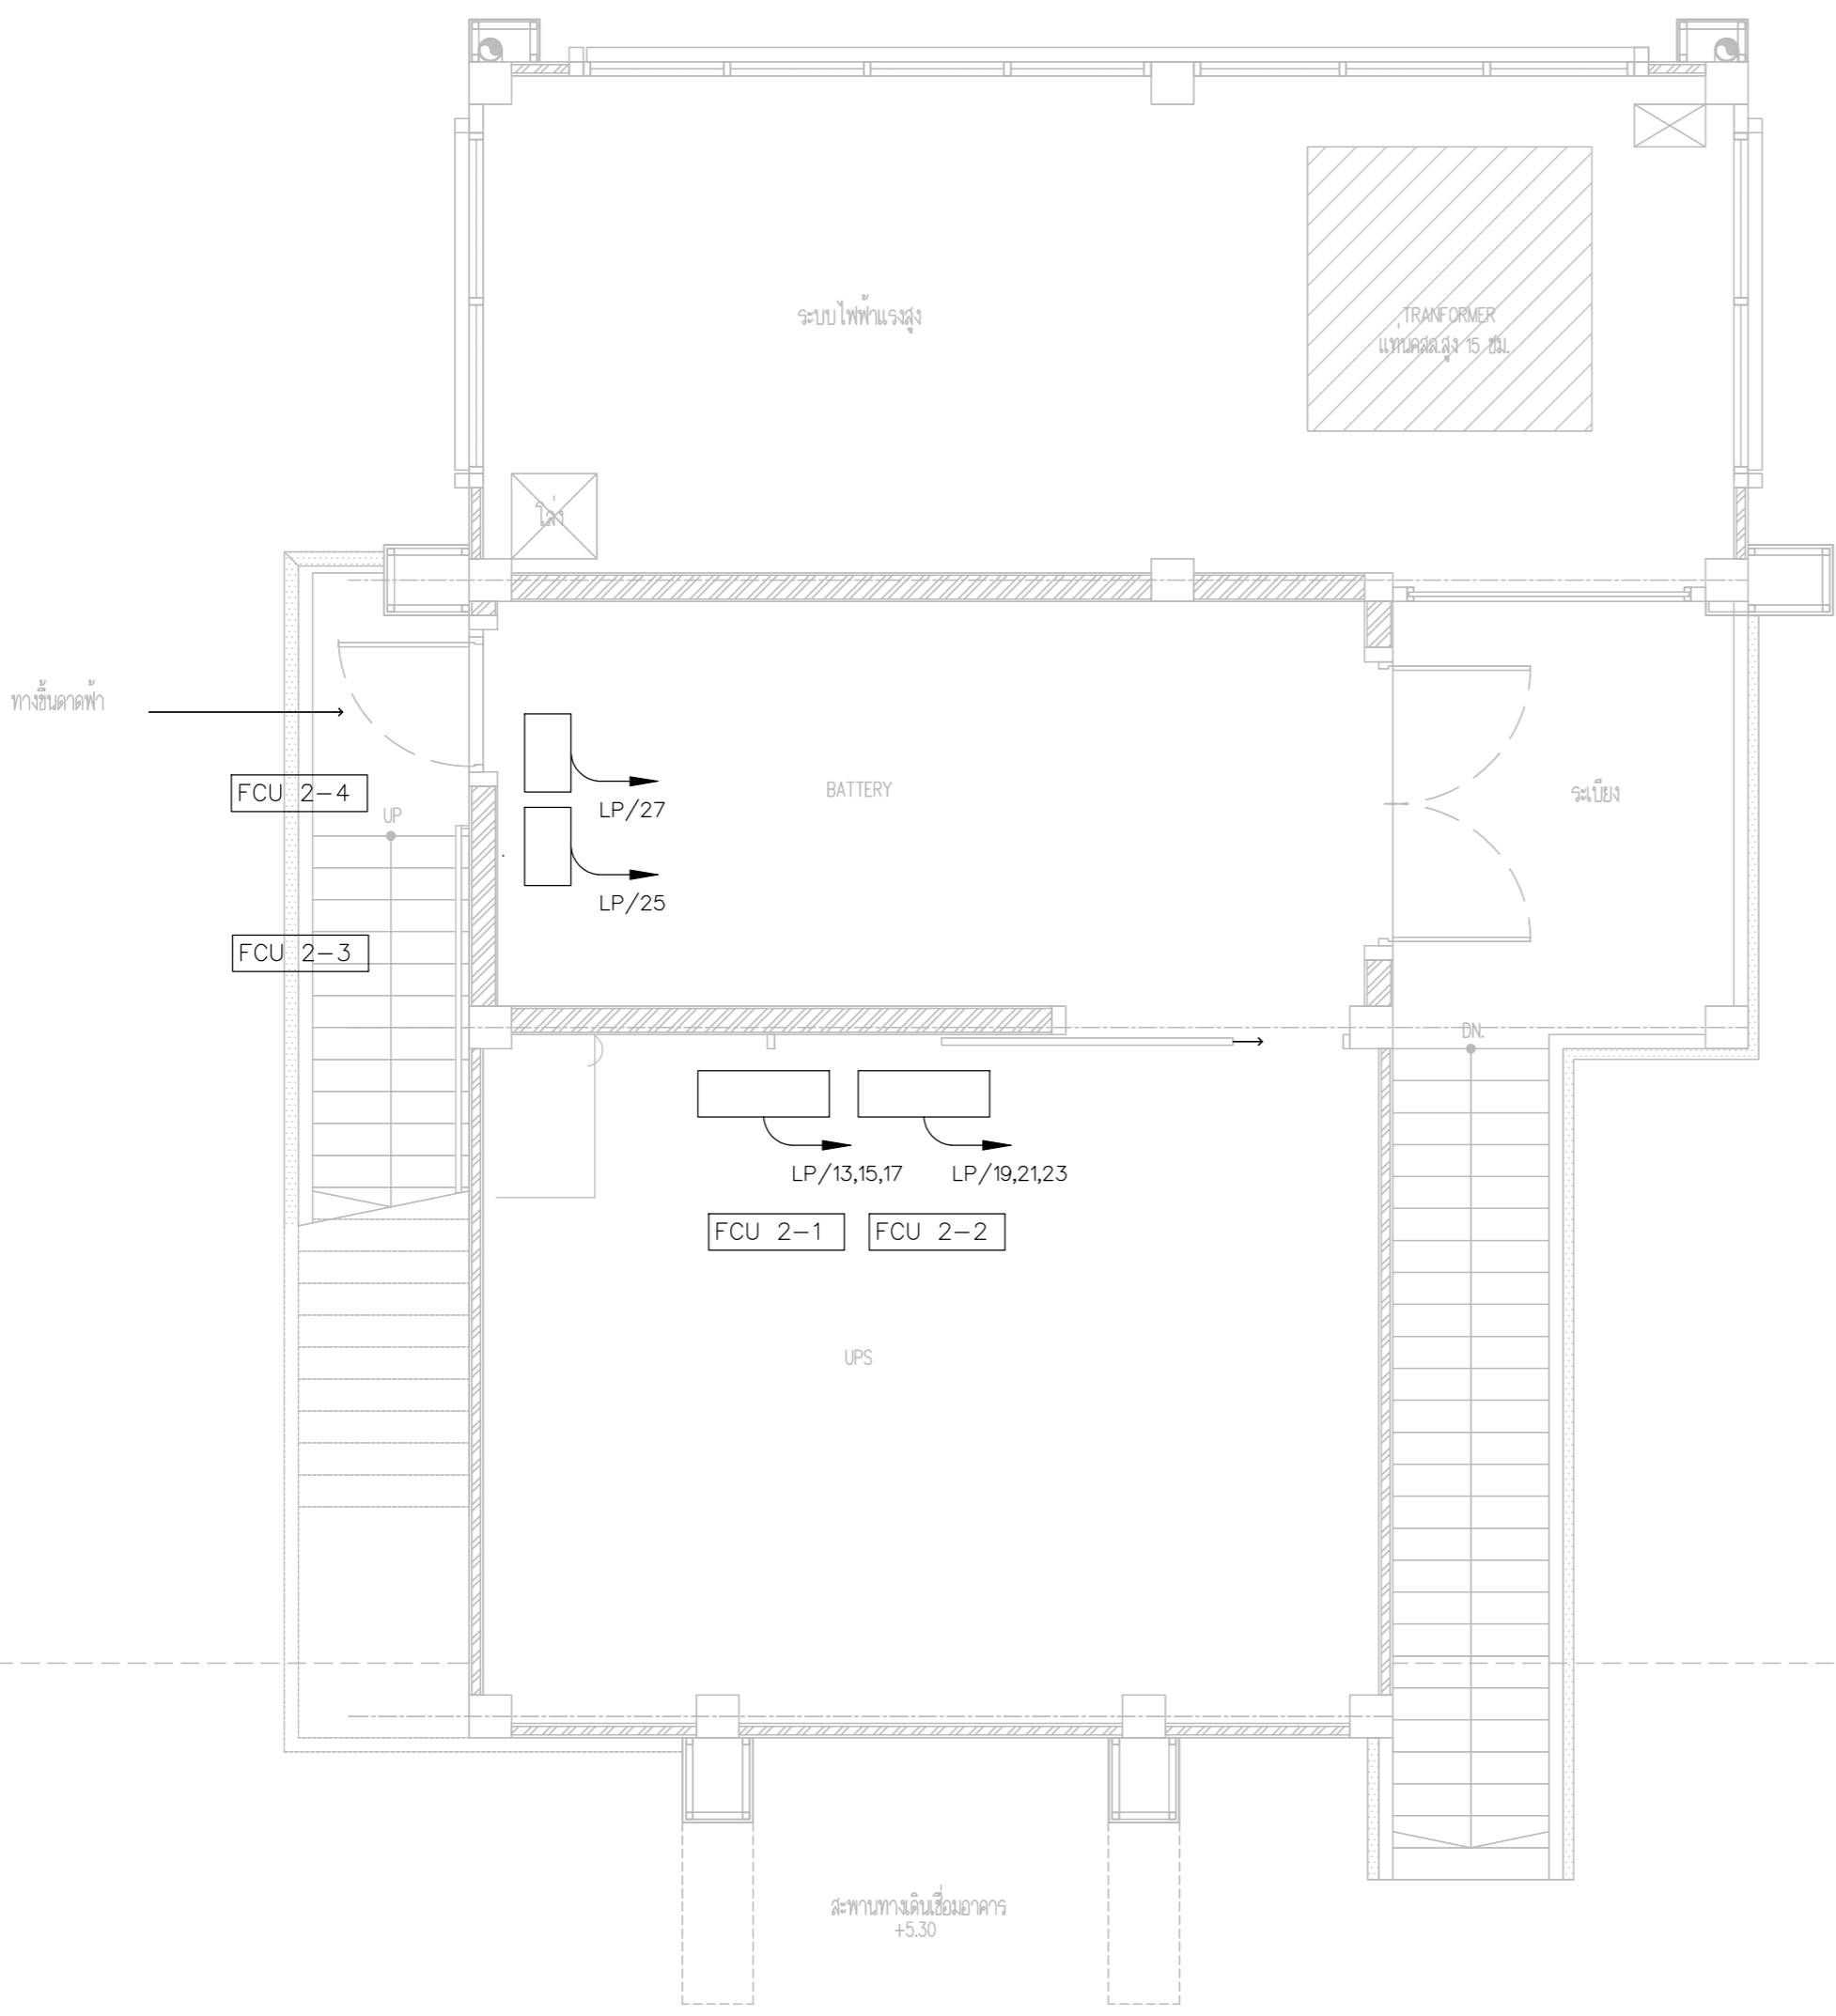 ระบบไฟฟ้าแรงสูง
TRANFORMER
แท่นคสล.สูง 15 ซม.
โล่ง
ทางขึ้นดาดฟ้า
FCU 2-4
UP
LP/27
BATTERY
ระเบียง
LP/25
FCU 2-3
DN.
LP/13,15,17
LP/19,21,23
FCU 2-1
FCU 2-2
UPS
สะพานทางเดินเชื่อมอาคาร
+5.30